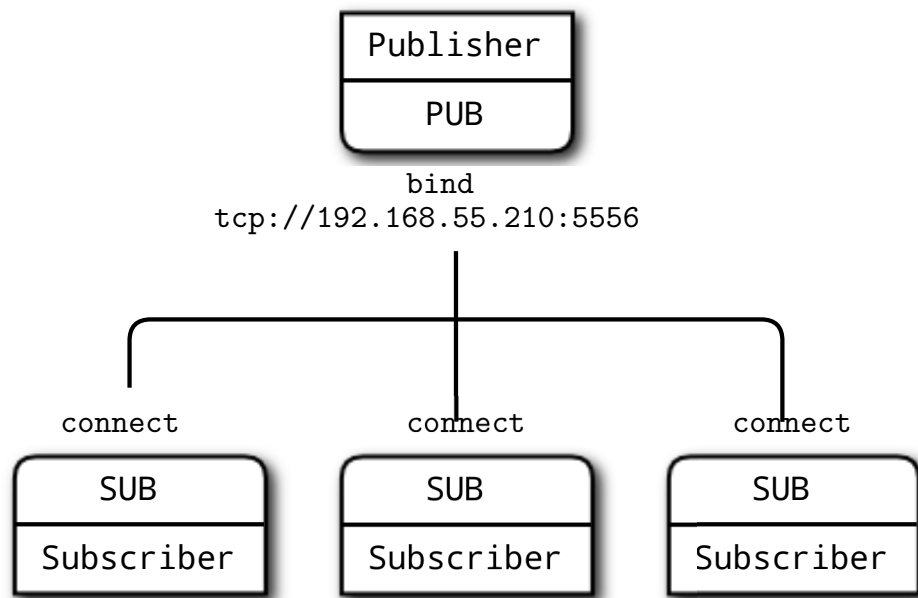 Publisher
PUB
bind
tcp://192.168.55.210:5556
connect connect connect
SUB SUB SUB
Subscriber Subscriber Subscriber